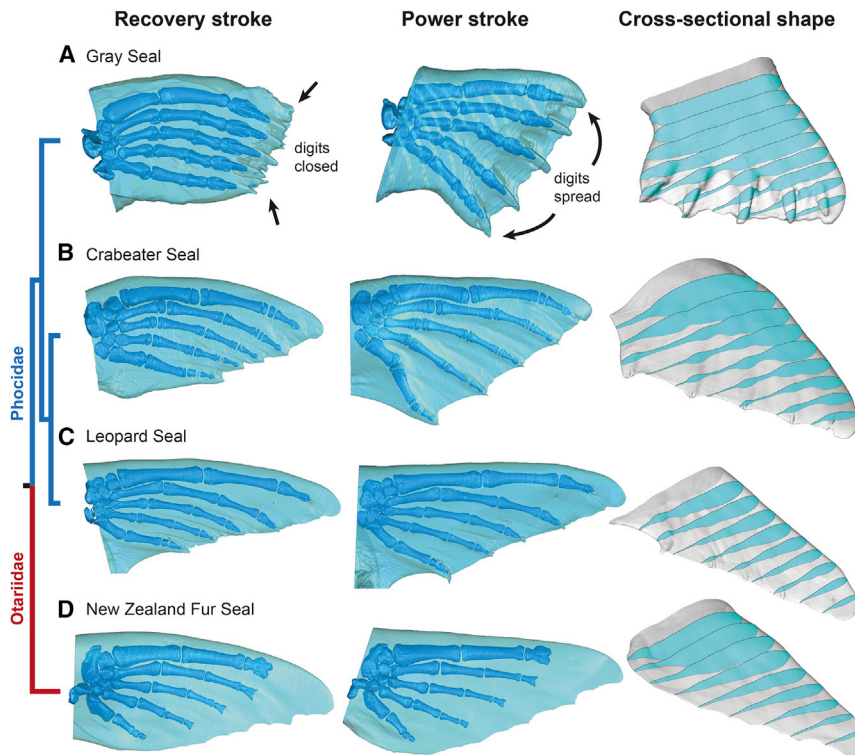 Recovery stroke
Power stroke
Cross-sectional shape
A Gray Seal
digits
closed
digits
spread
B Crabeater Seal
Phocidae
C Leopard Seal
Otariidae
D New Zealand Fur Seal